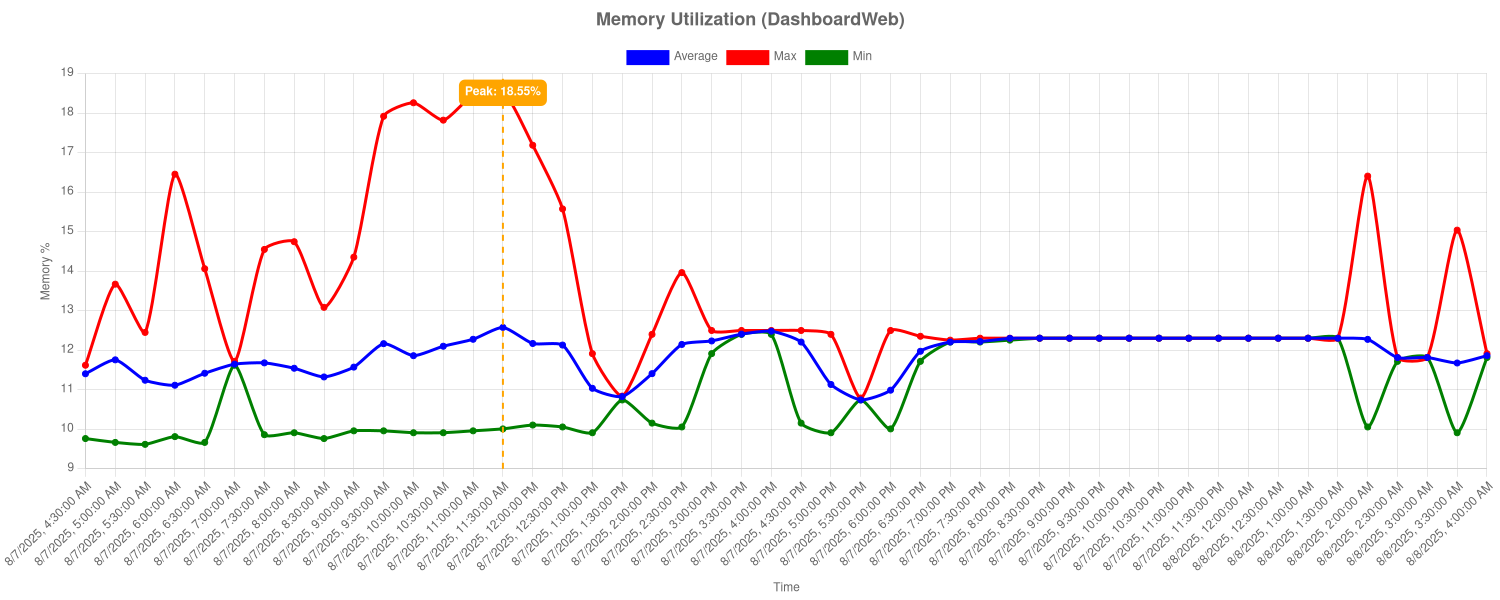 Memory Utilization (DashboardWeb)
Average Max Min
Peak: 18.55%
Memory %
19
18
17
16
15
14
13
12
11
10
9
8/7/2025, 4:30:00 AM
8/7/2025, 5:00:00 AM
8/7/2025, 5:30:00 AM
8/7/2025, 6:00:00 AM
8/7/2025, 6:30:00 AM
8/7/2025, 7:00:00 AM
8/7/2025, 7:30:00 AM
8/7/2025, 8:00:00 AM
8/7/2025, 8:30:00 AM
8/7/2025, 9:00:00 AM
8/7/2025, 9:30:00 AM
8/7/2025, 10:00:00 AM
8/7/2025, 10:30:00 AM
8/7/2025, 11:00:00 AM
8/7/2025, 11:30:00 AM
8/7/2025, 12:00:00 PM
8/7/2025, 12:30:00 PM
8/7/2025, 1:00:00 PM
8/7/2025, 1:30:00 PM
8/7/2025, 2:00:00 PM
8/7/2025, 2:30:00 PM
8/7/2025, 3:00:00 PM
8/7/2025, 3:30:00 PM
8/7/2025, 4:00:00 PM
8/7/2025, 4:30:00 PM
8/7/2025, 5:00:00 PM
8/7/2025, 5:30:00 PM
8/7/2025, 6:00:00 PM
8/7/2025, 6:30:00 PM
8/7/2025, 7:00:00 PM
8/7/2025, 7:30:00 PM
8/7/2025, 8:00:00 PM
8/7/2025, 8:30:00 PM
8/7/2025, 9:00:00 PM
8/7/2025, 9:30:00 PM
8/7/2025, 10:00:00 PM
8/7/2025, 10:30:00 PM
8/7/2025, 11:00:00 PM
8/7/2025, 11:30:00 PM
8/8/2025, 12:00:00 AM
8/8/2025, 12:30:00 AM
8/8/2025, 1:00:00 AM
8/8/2025, 1:30:00 AM
8/8/2025, 2:00:00 AM
8/8/2025, 2:30:00 AM
8/8/2025, 3:00:00 AM
8/8/2025, 3:30:00 AM
8/8/2025, 4:00:00 AM
Time